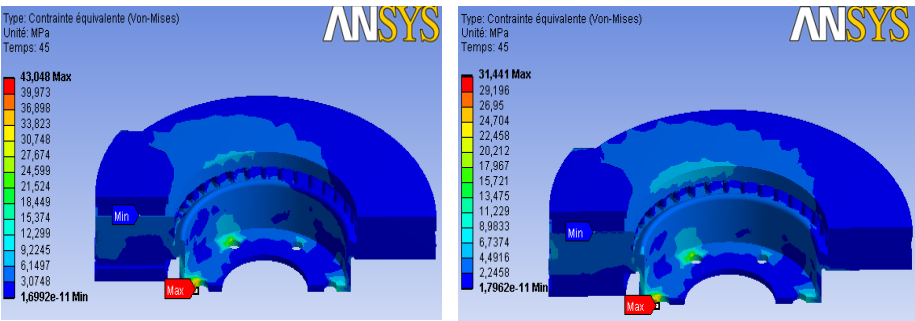 Type: Contrainte équivalente (Von-Mises)
Unité: MPa
Temps: 45
ANSYS
43,048 Max
39,973
36,898
33,823
30,748
27,674
24,599
21,524
18,449
15,374
12,299
9,2245
6,1497
3,0748
1,6992e-11 Min
Min
Max
Type: Contrainte équivalente (Von-Mises)
Unité: MPa
Temps: 45
ANSYS
31,441 Max
29,196
26,95
24,704
22,458
20,212
17,967
15,721
13,475
11,229
8,9833
6,7374
4,4916
2,2458
1,7962e-11 Min
Min
Max